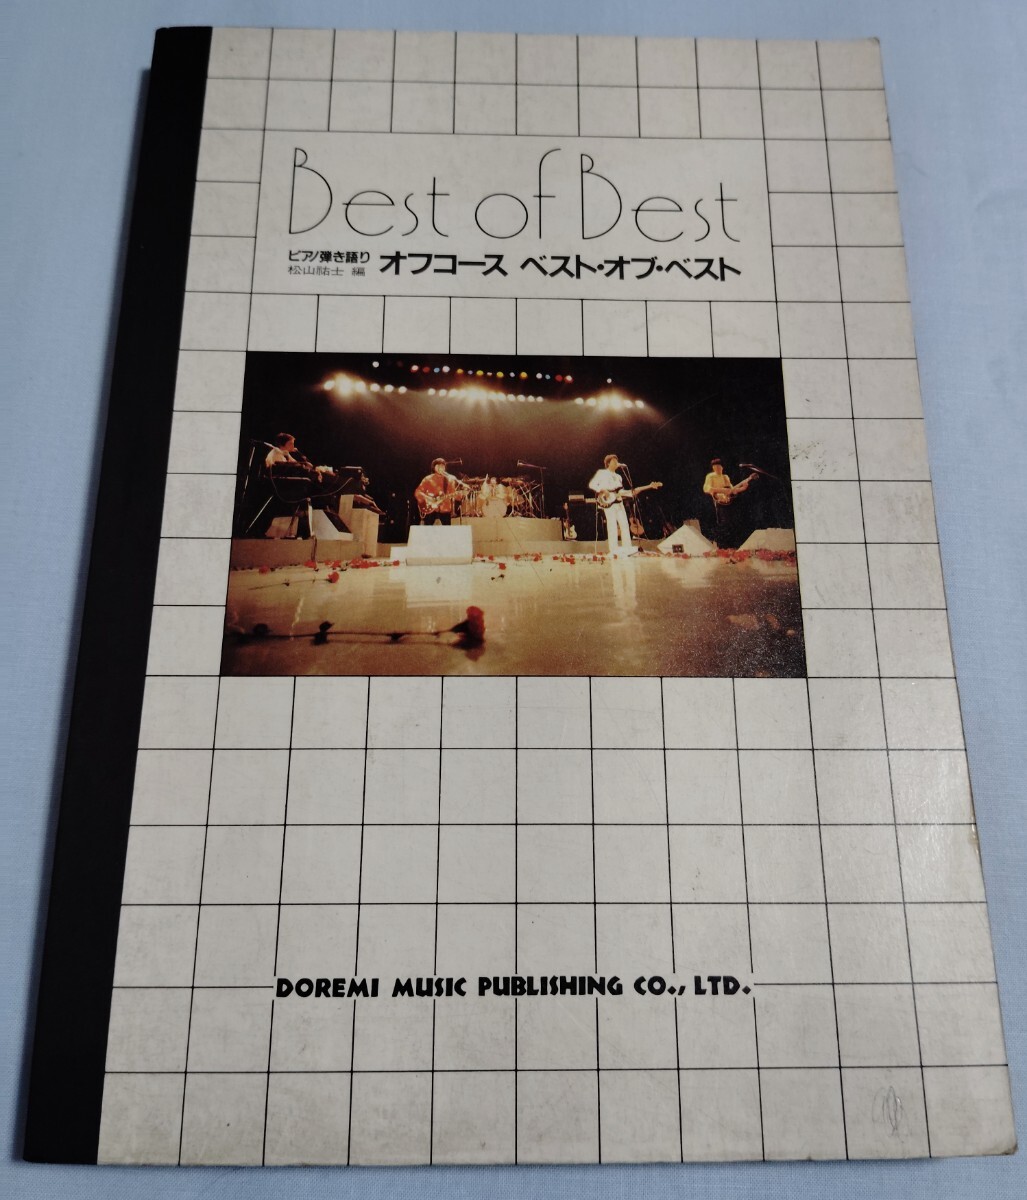 Best of Best
ピアノ弾き語り
松山祐士 編
オフコース ベスト・オブ・ベスト
DOREMI MUSIC PUBLISHING CO., LTD.